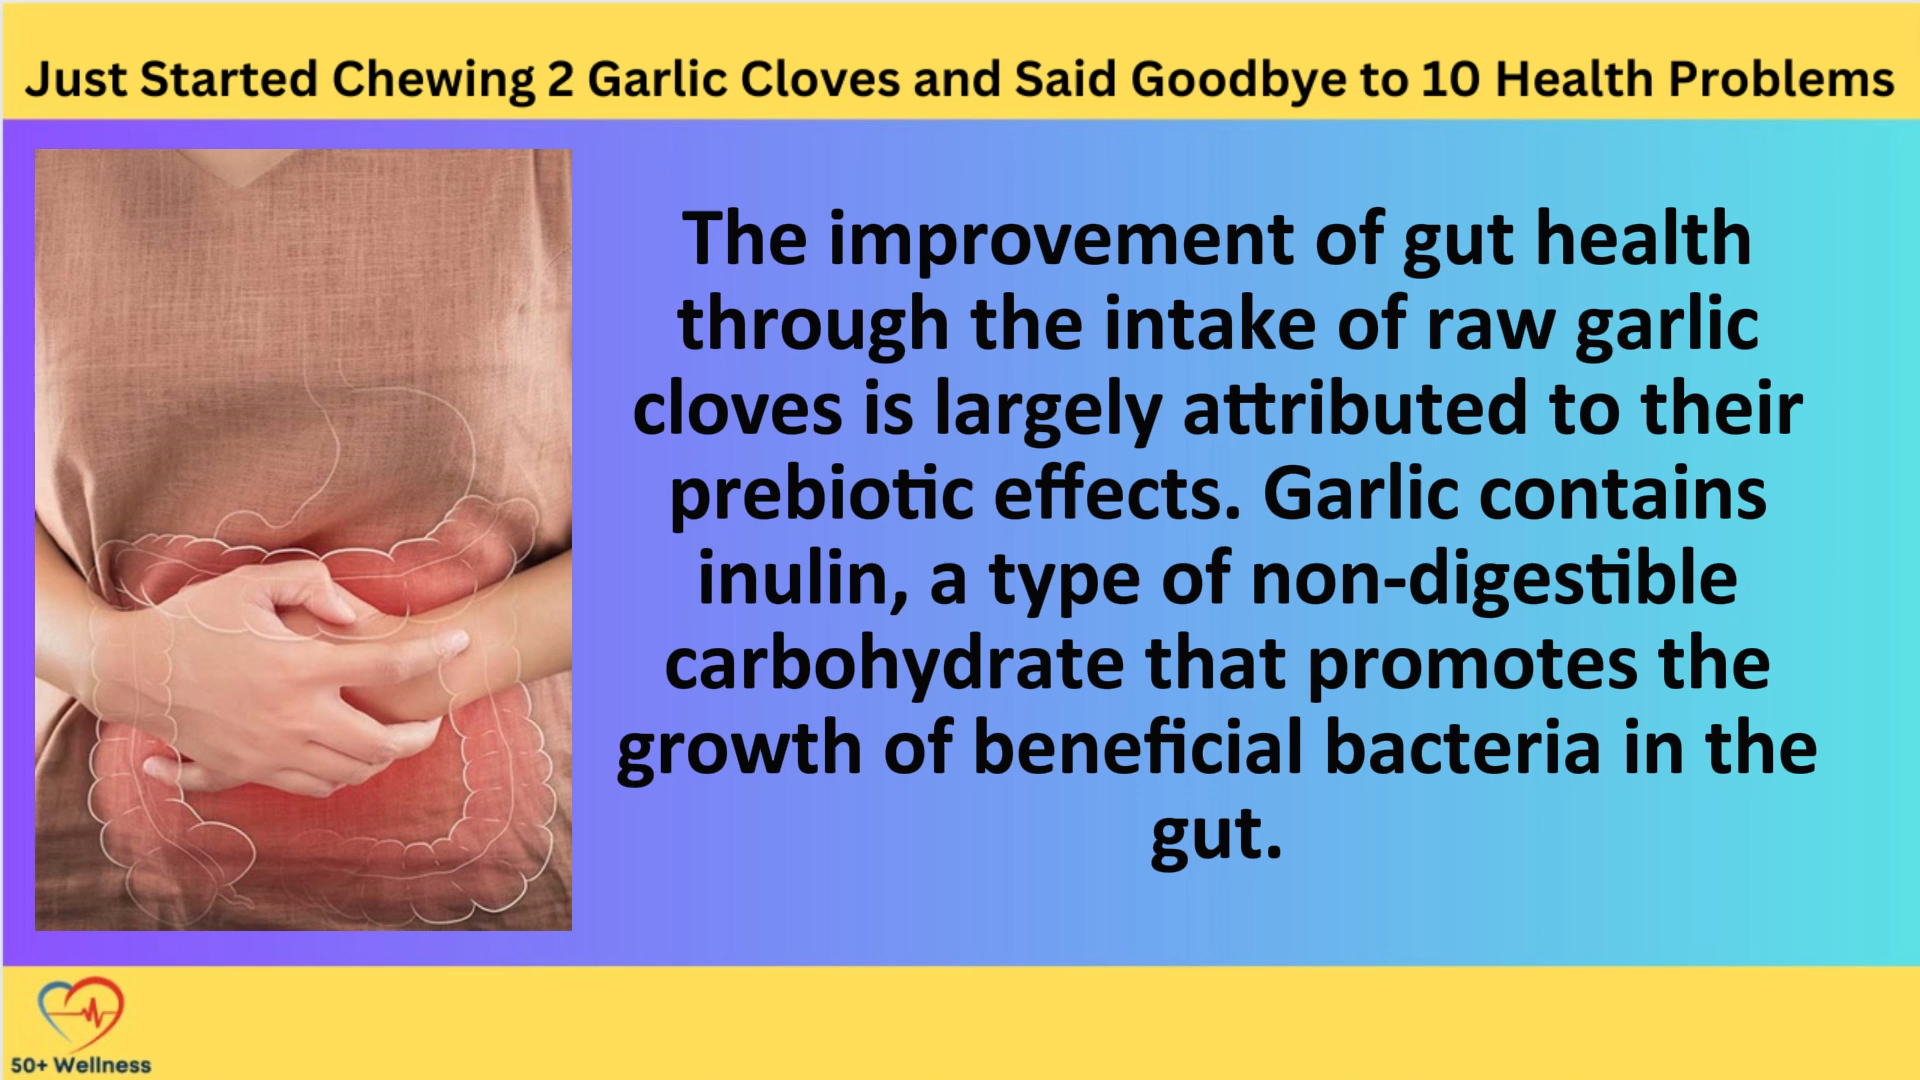 Just Started Chewing 2 Garlic Cloves and Said Goodbye to 10 Health Problems
The improvement of gut health
through the intake of raw garlic
cloves is largely attributed to their
prebiotic effects. Garlic contains
inulin, a type of non-digestible
carbohydrate that promotes the
growth of beneficial bacteria in the
gut.
50+ Wellness